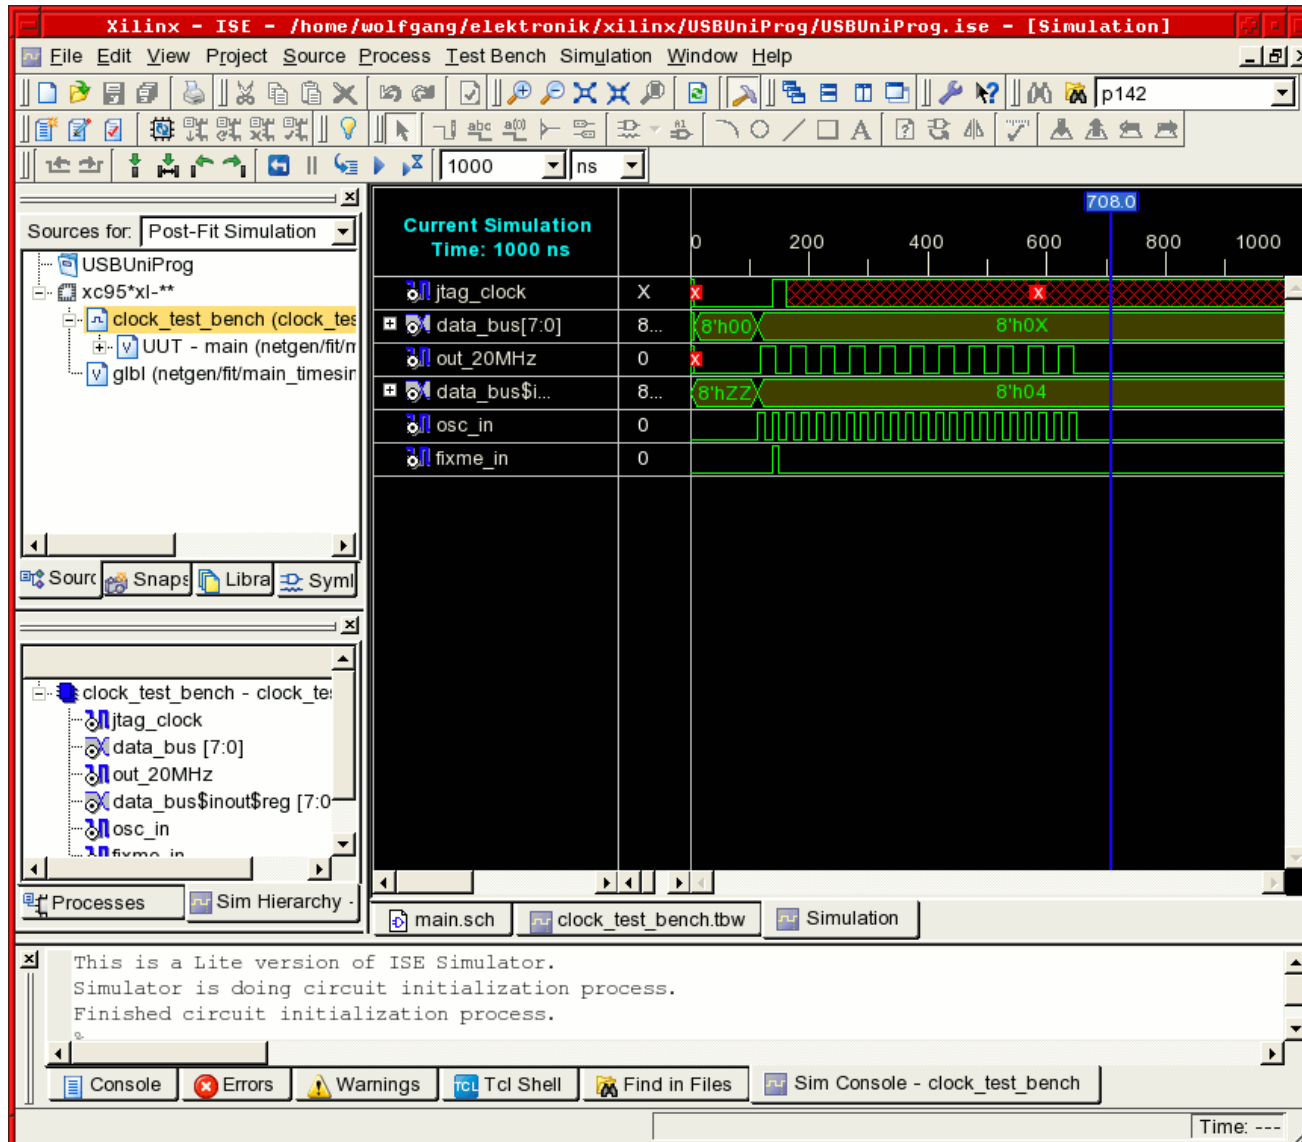 Xilinx - ISE - /home/wolfgang/elektronik/xilinx/USBUniProg/USBUniProg.ise - [Simulation]
File Edit View Project Source Process Test Bench Simulation Window Help
p142
1000 ns
Sources for: Post-Fit Simulation
USBUniProg
xc95*xl-**
clock_test_bench (clock_tes
UUT - main (netgen/fit/m
glbl (netgen/fit/main_timesin
Sourc Snaps Libra Syml
clock_test_bench - clock_te
jtag_clock
data_bus [7:0]
out_20MHz
data_bus$inout$reg [7:0
osc_in
fixme_in
Processes Sim Hierarchy -
Current Simulation
Time: 1000 ns
708.0
0 200 400 600 800 1000
jtag_clock X X X
data_bus[7:0] 8... 8'h00 8'h0X
out_20MHz 0 X
data_bus$i... 8... 8'hZZ 8'h04
osc_in 0
fixme_in 0
main.sch clock_test_bench.tbw Simulation
This is a Lite version of ISE Simulator.
Simulator is doing circuit initialization process.
Finished circuit initialization process.
%
Console Errors Warnings TCL Tcl Shell Find in Files Sim Console - clock_test_bench
Time: ---